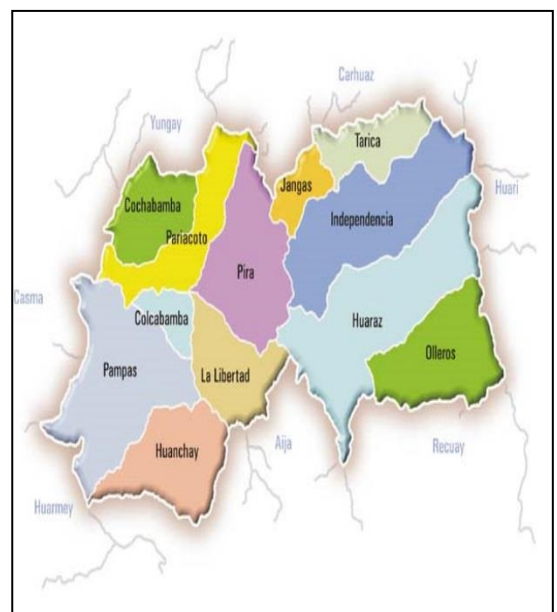 Carhuaz
Yungay
Tarica
Jangas
Huari
Cochabamba
Independencia
Pariacoto
Pira
Casma
Colcabamba
Huaraz
Olleros
Pampas
La Libertad
Huanchay
Aija
Recuay
Huarmey